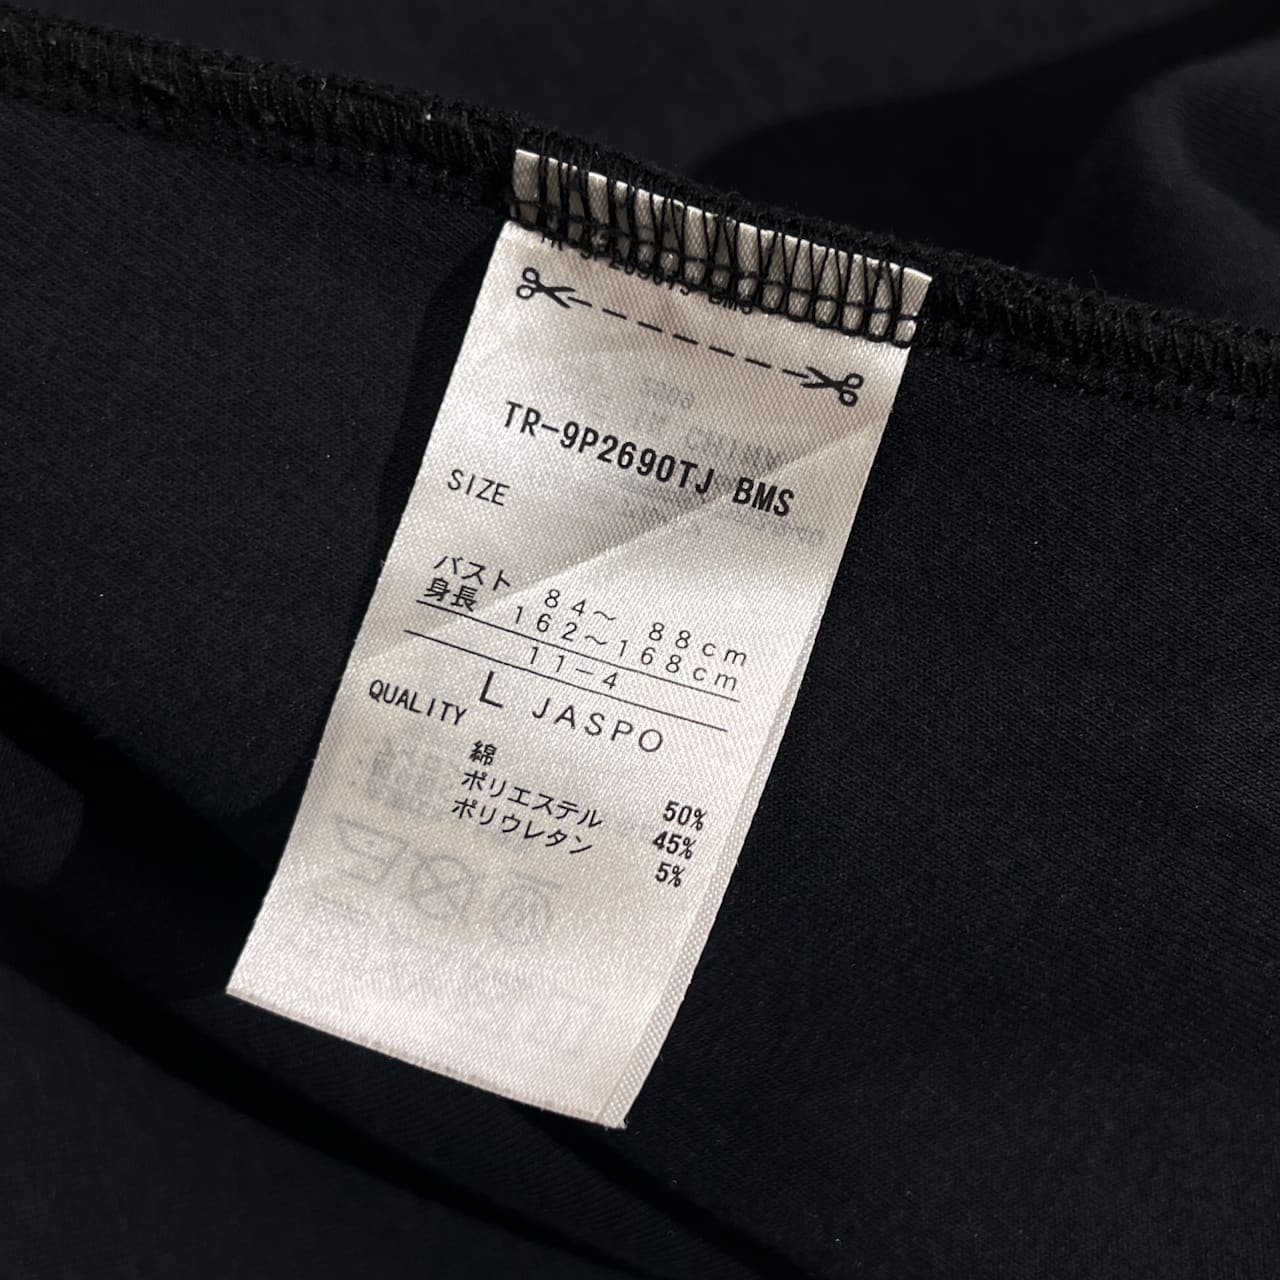 TR-9P2690TJ BMS
SIZE
バスト 84～ 88cm
身長 162～168cm
11-4
L JASPO
QUALITY
綿 50%
ポリエステル 45%
ポリウレタン 5%